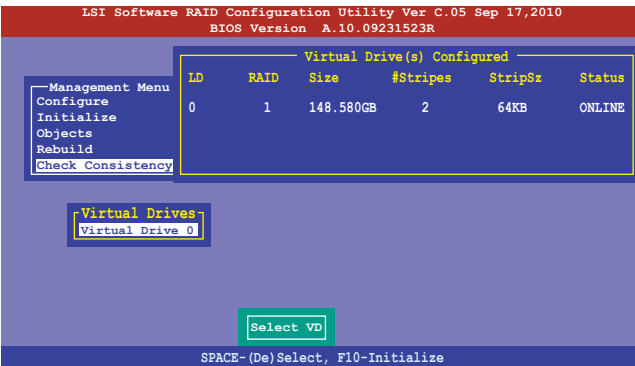 LSI Software RAID Configuration Utility Ver C.05 Sep 17,2010
BIOS Version A.10.09231523R
Virtual Drive(s) Configured
LD RAID Size #Stripes StripSz Status
0 1 148.580GB 2 64KB ONLINE
Management Menu
Configure
Initialize
Objects
Rebuild
Check Consistency
Virtual Drives
Virtual Drive 0
Select VD
SPACE-(De)Select, F10-Initialize